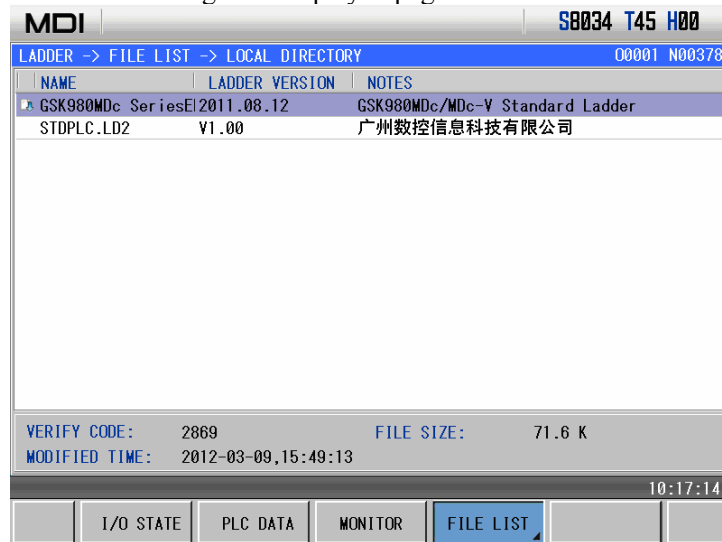 MDI S8034 T45 H00
LADDER -> FILE LIST -> LOCAL DIRECTORY O0001 N00378
NAME LADDER VERSION NOTES
GSK980MDc SeriesE 2011.08.12 GSK980MDc/MDc-V Standard Ladder
STDPLC.LD2 V1.00 广州数控信息科技有限公司
VERIFY CODE: 2869 FILE SIZE: 71.6 K
MODIFIED TIME: 2012-03-09,15:49:13
10:17:14
I/O STATE PLC DATA MONITOR FILE LIST